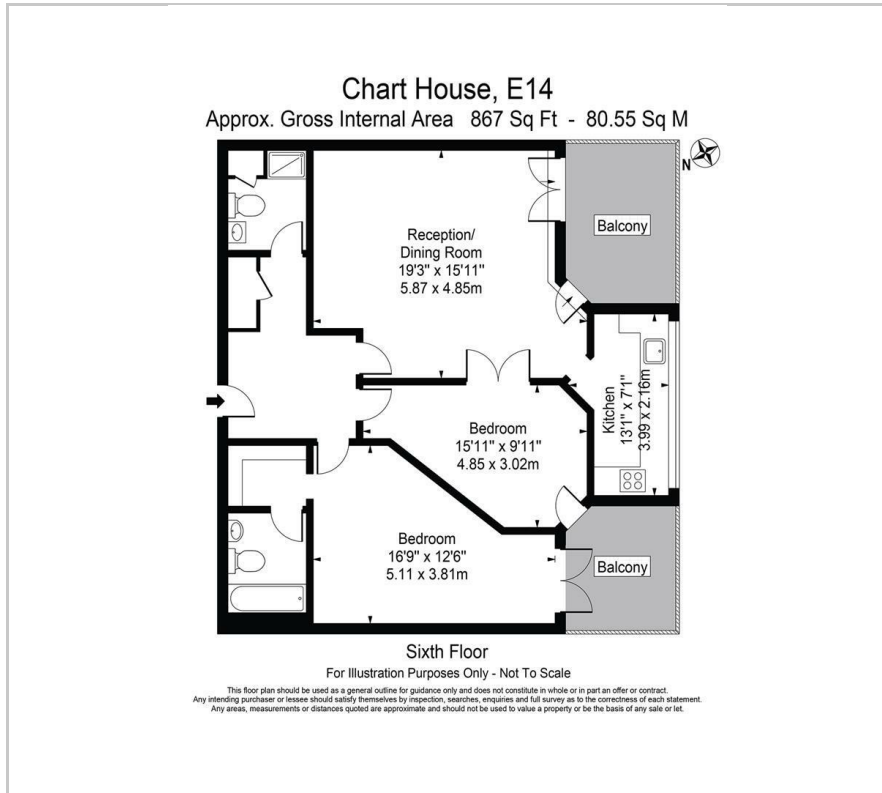 Chart House, E14
Approx. Gross Internal Area 867 Sq Ft - 80.55 Sq M
N
Balcony
Reception/
Dining Room
19'3" x 15'11"
5.87 x 4.85m
Kitchen
13'1" x 7'1"
3.99 x 2.16m
Bedroom
15'11" x 9'11"
4.85 x 3.02m
Bedroom
16'9" x 12'6"
5.11 x 3.81m
Balcony
Sixth Floor
For Illustration Purposes Only - Not To Scale
This floor plan should be used as a general outline for guidance only and does not constitute in whole or in part an offer or contract.
Any intending purchaser or lessee should satisfy themselves by inspection, searches, enquiries and full survey as to the correctness of each statement.
Any areas, measurements or distances quoted are approximate and should not be used to value a property or be the basis of any sale or let.